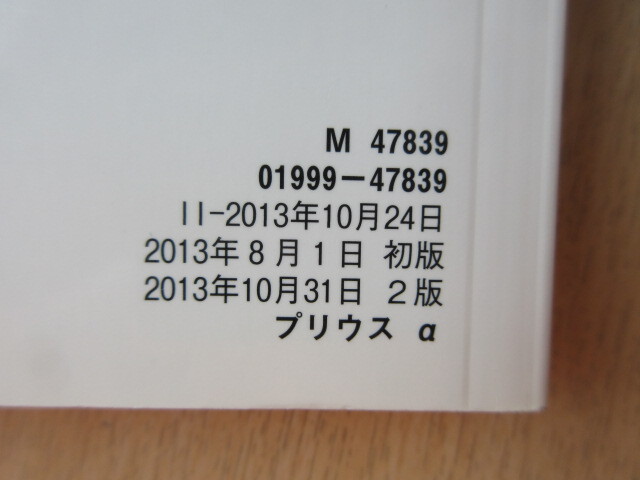 M 47839
01999-47839
II-2013年10月24日
2013年8月1日 初版
2013年10月31日 2版
プリウス α